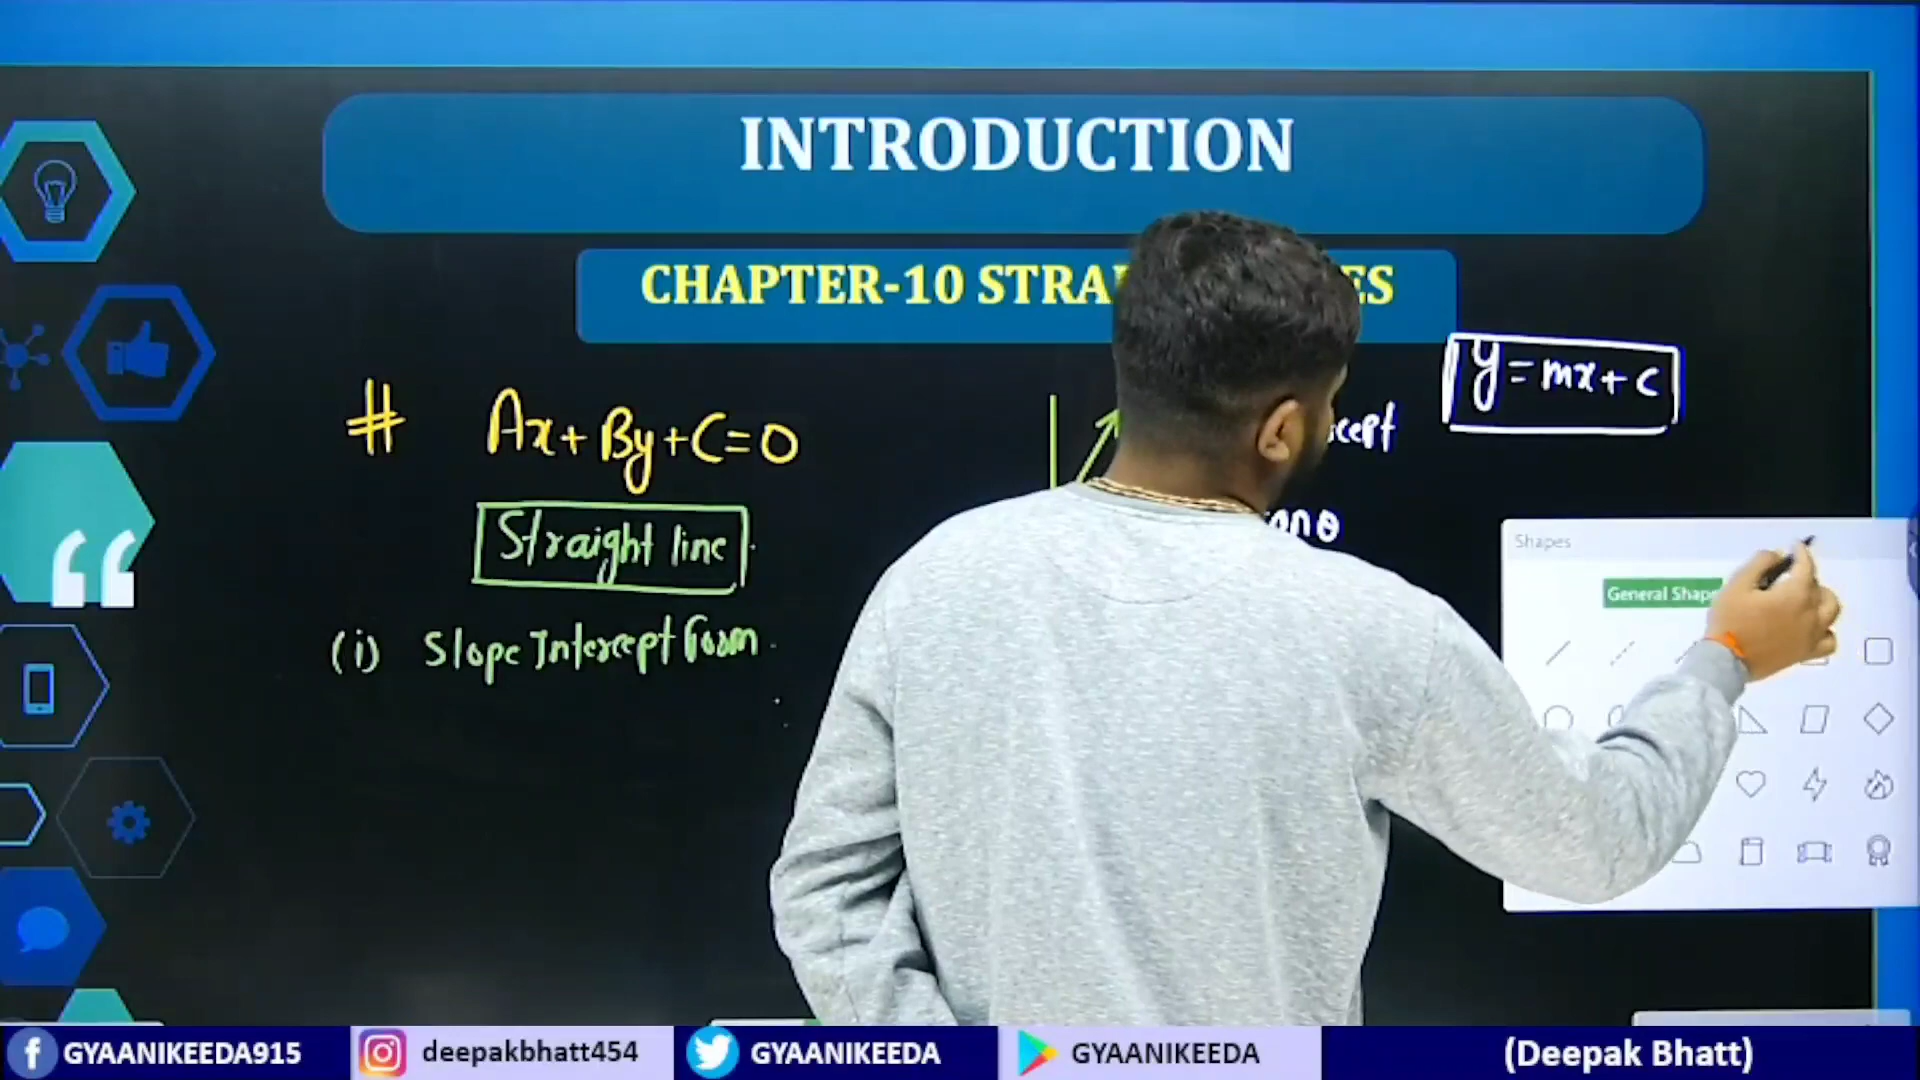 INTRODUCTION
CHAPTER-10 STRA ES
# Ax+By+C=0
y=mx+c
Straight line
(i) Slope Intercept Form
Shapes
General Shap
GYAANIKEEDA915
deepakbhatt454
GYAANIKEEDA
GYAANIKEEDA
(Deepak Bhatt)